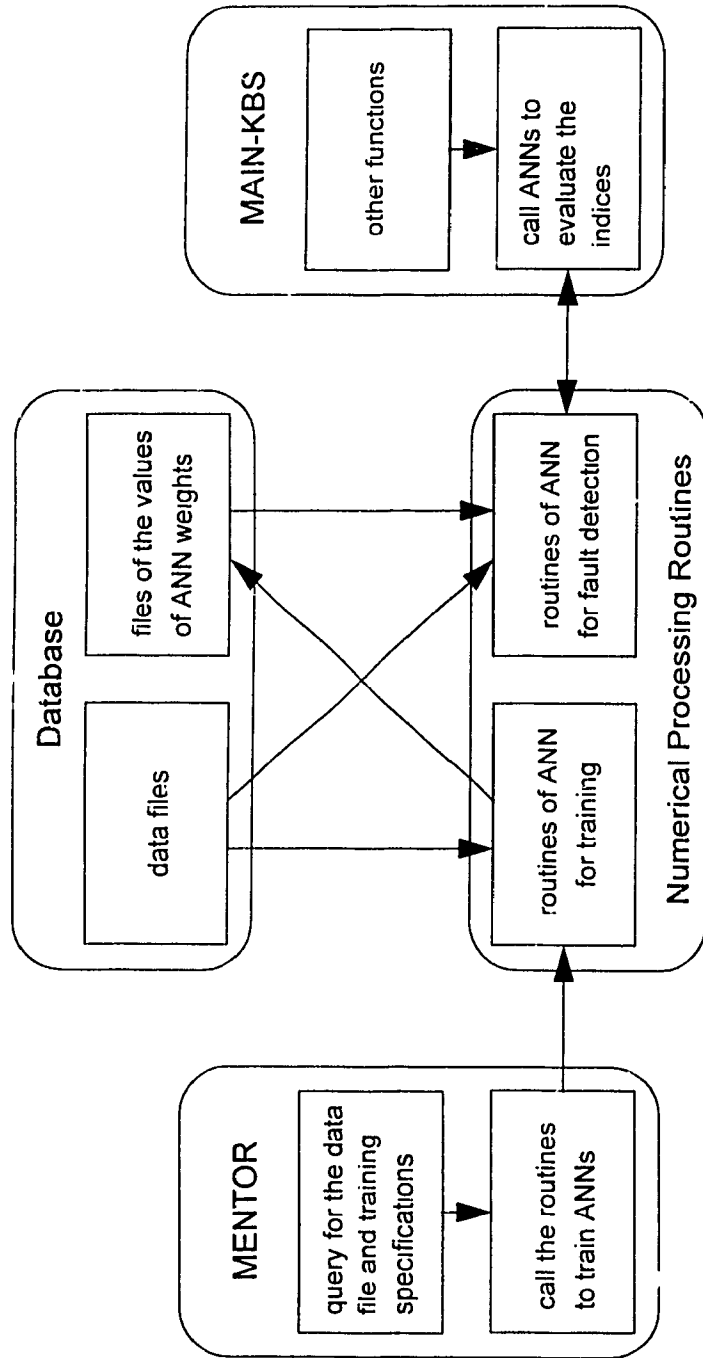 MENTOR
query for the data
file and training
specifications
call the routines
to train ANNs
Database
data files
files of the values
of ANN weights
routines of ANN
for training
routines of ANN
for fault detection
Numerical Processing Routines
MAIN-KBS
other functions
call ANNs to
evaluate the
indices